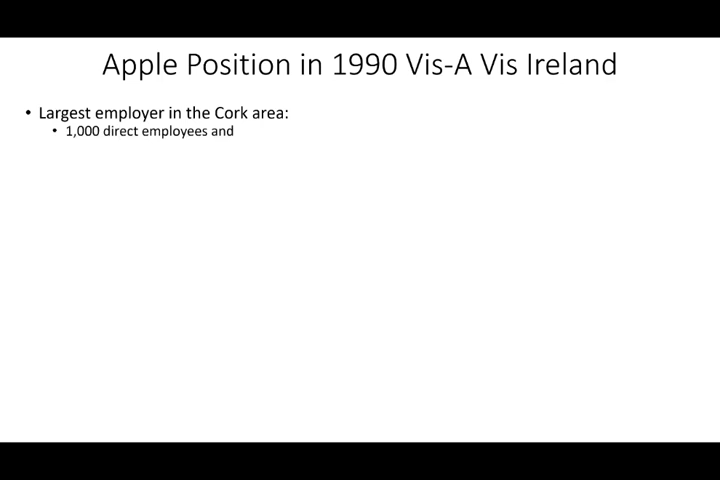 Apple Position in 1990 Vis-A Vis Ireland
• Largest employer in the Cork area:
• 1,000 direct employees and